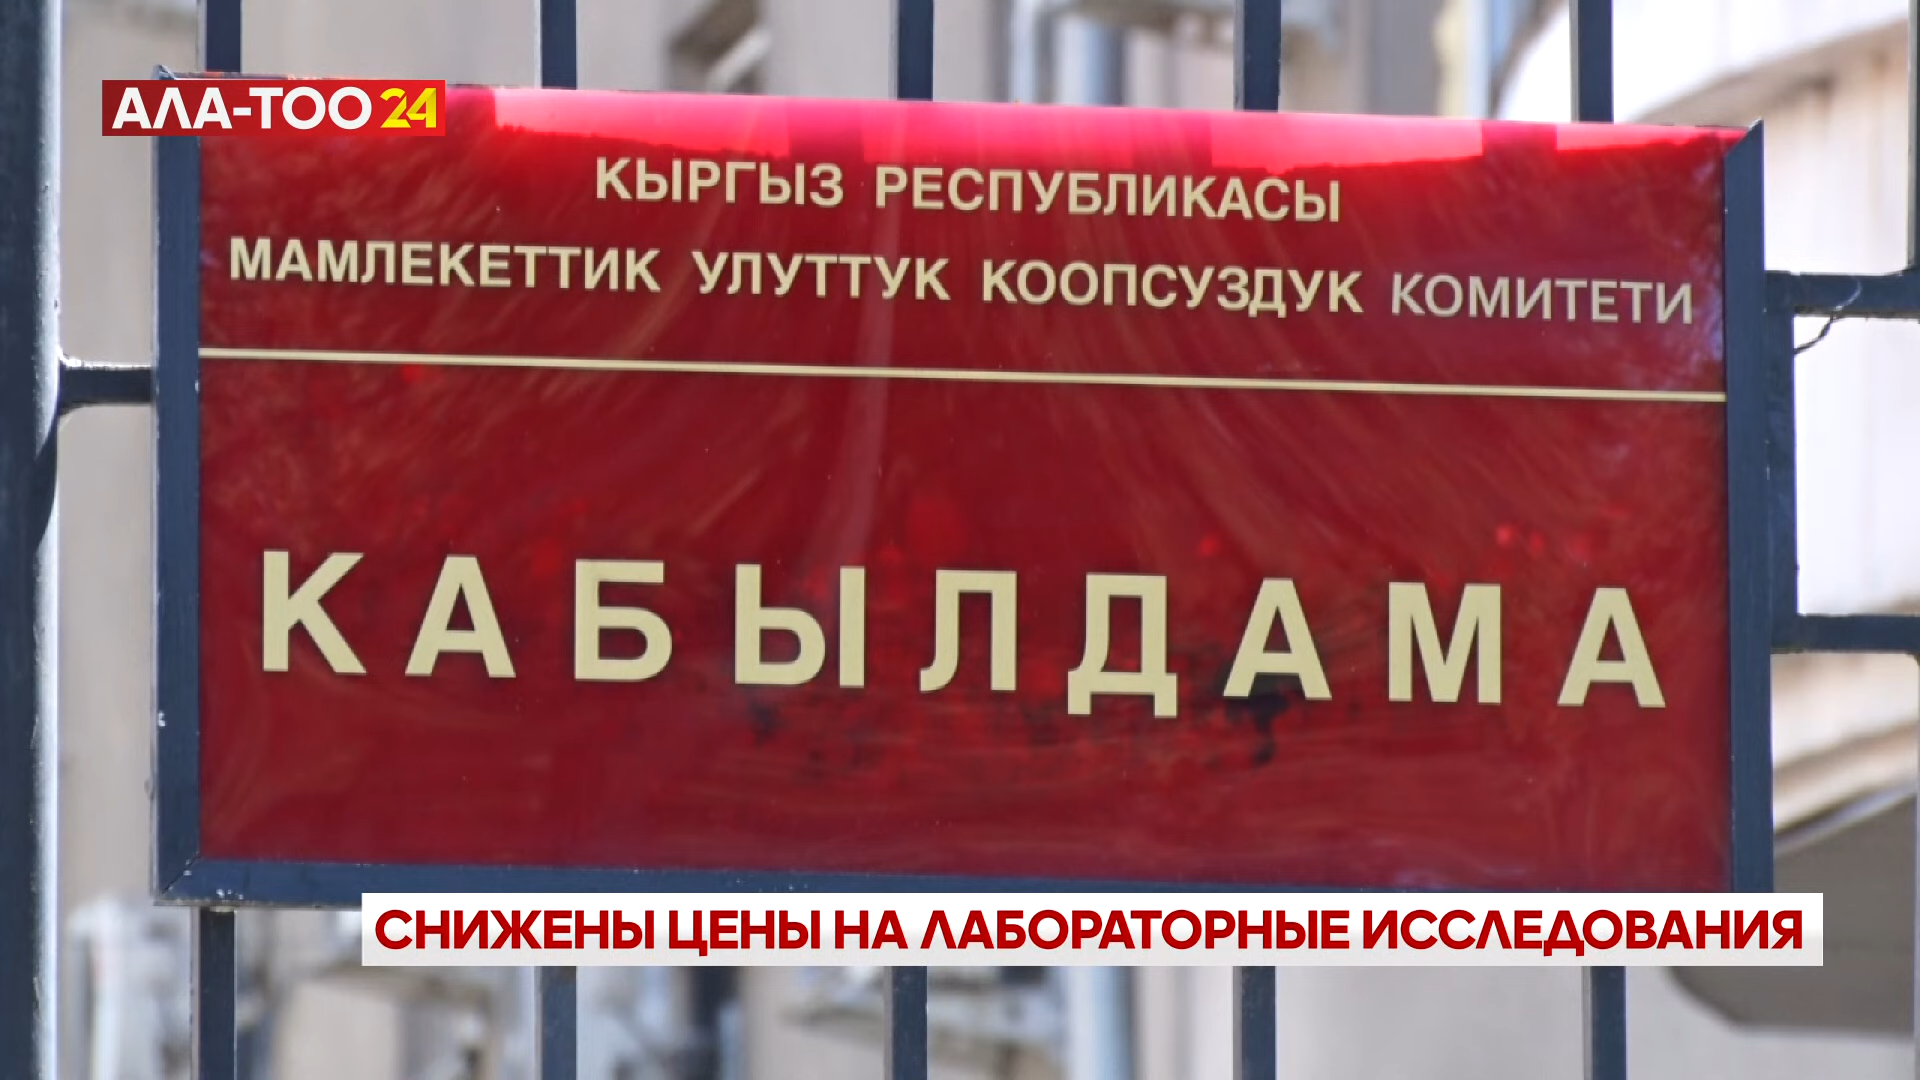 АЛА-ТОО 24
КЫРГЫЗ РЕСПУБЛИКАСЫ
МАМЛЕКЕТТИК УЛУТТУК КООПСУЗДУК КОМИТЕТИ
КАБЫЛДАМА
СНИЖЕНЫ ЦЕНЫ НА ЛАБОРАТОРНЫЕ ИССЛЕДОВАНИЯ